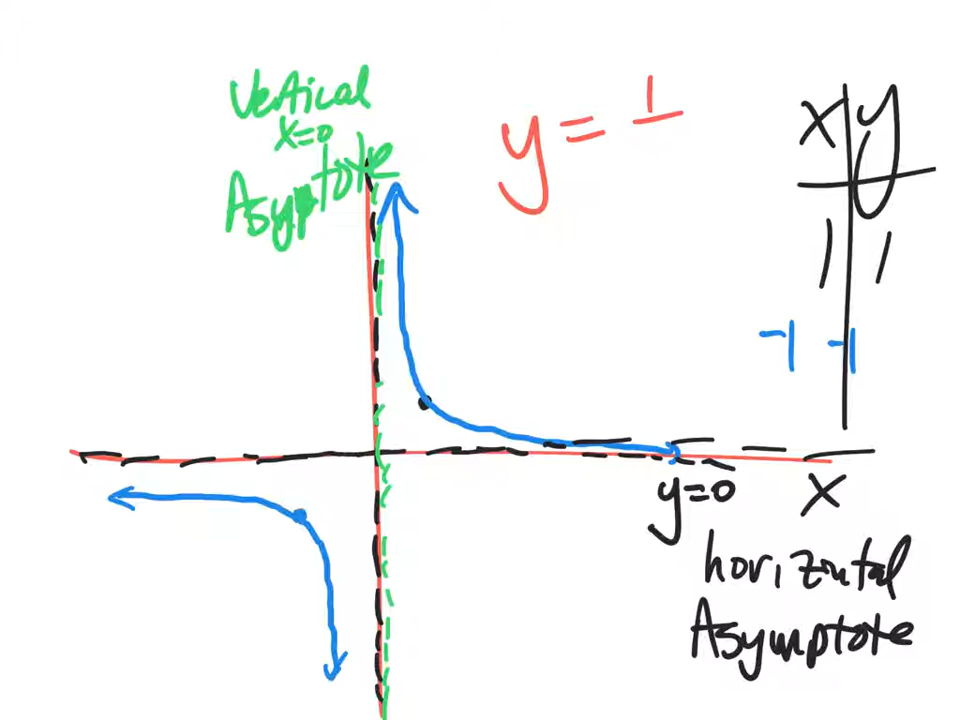 Vertical
x=0
Asymptote
y = 1
x y
1 1
-1 -1
y=0
x
horizontal
Asymptote